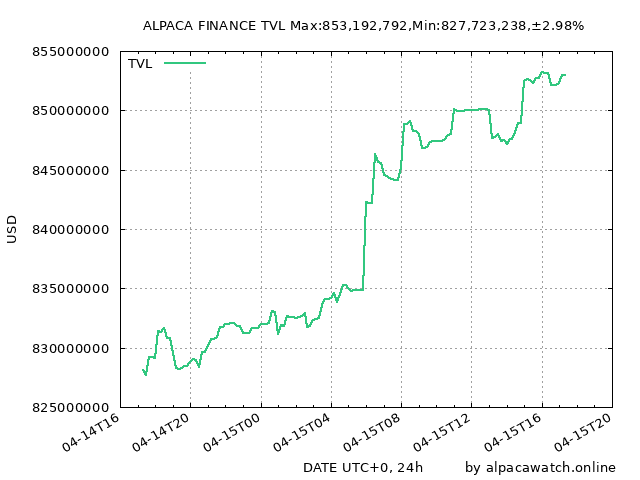 ALPACA FINANCE TVL Max:853,192,792,Min:827,723,238,±2.98%
TVL
USD
855000000
850000000
845000000
840000000
835000000
830000000
825000000
04-14T16
04-14T20
04-15T00
04-15T04
04-15T08
04-15T12
04-15T16
04-15T20
DATE UTC+0, 24h
by alpacawatch.online